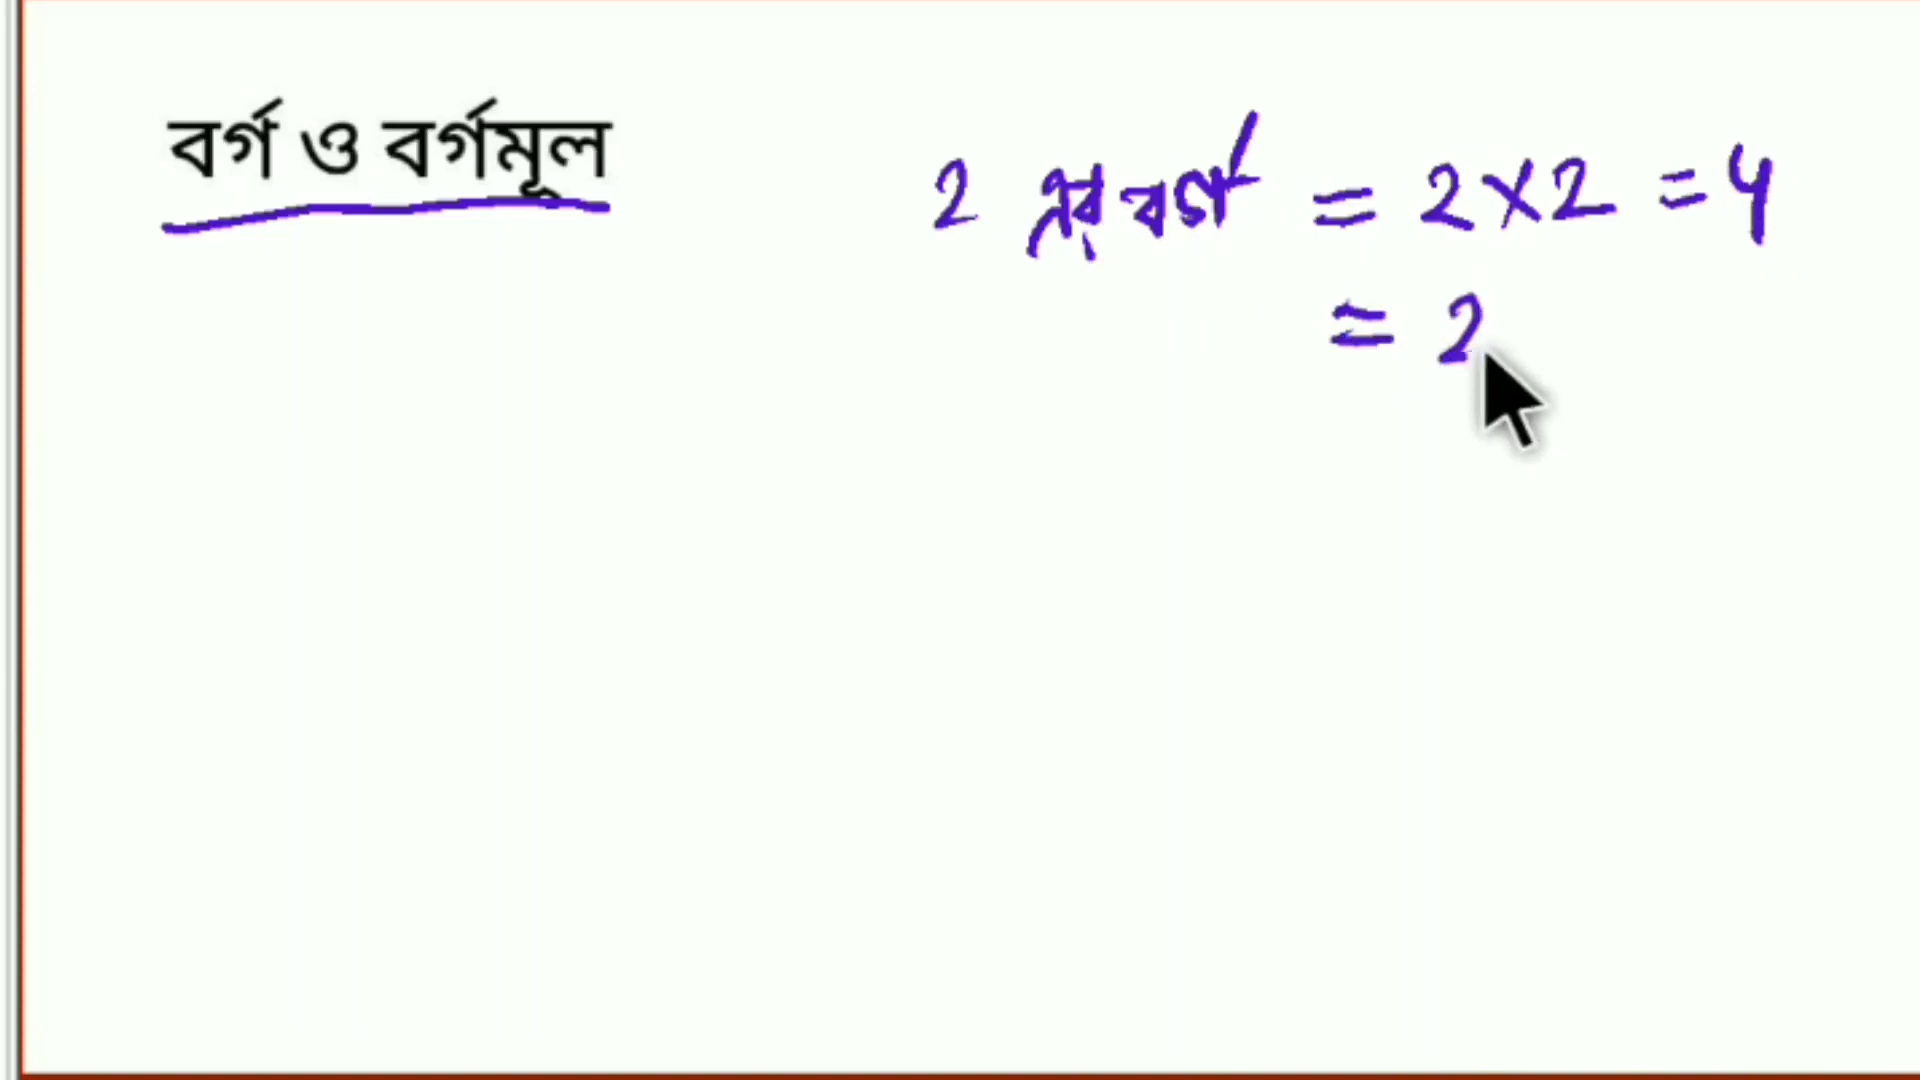 বর্গ ও বর্গমূল
2 এর বর্গ = 2×2 = 4
= 2